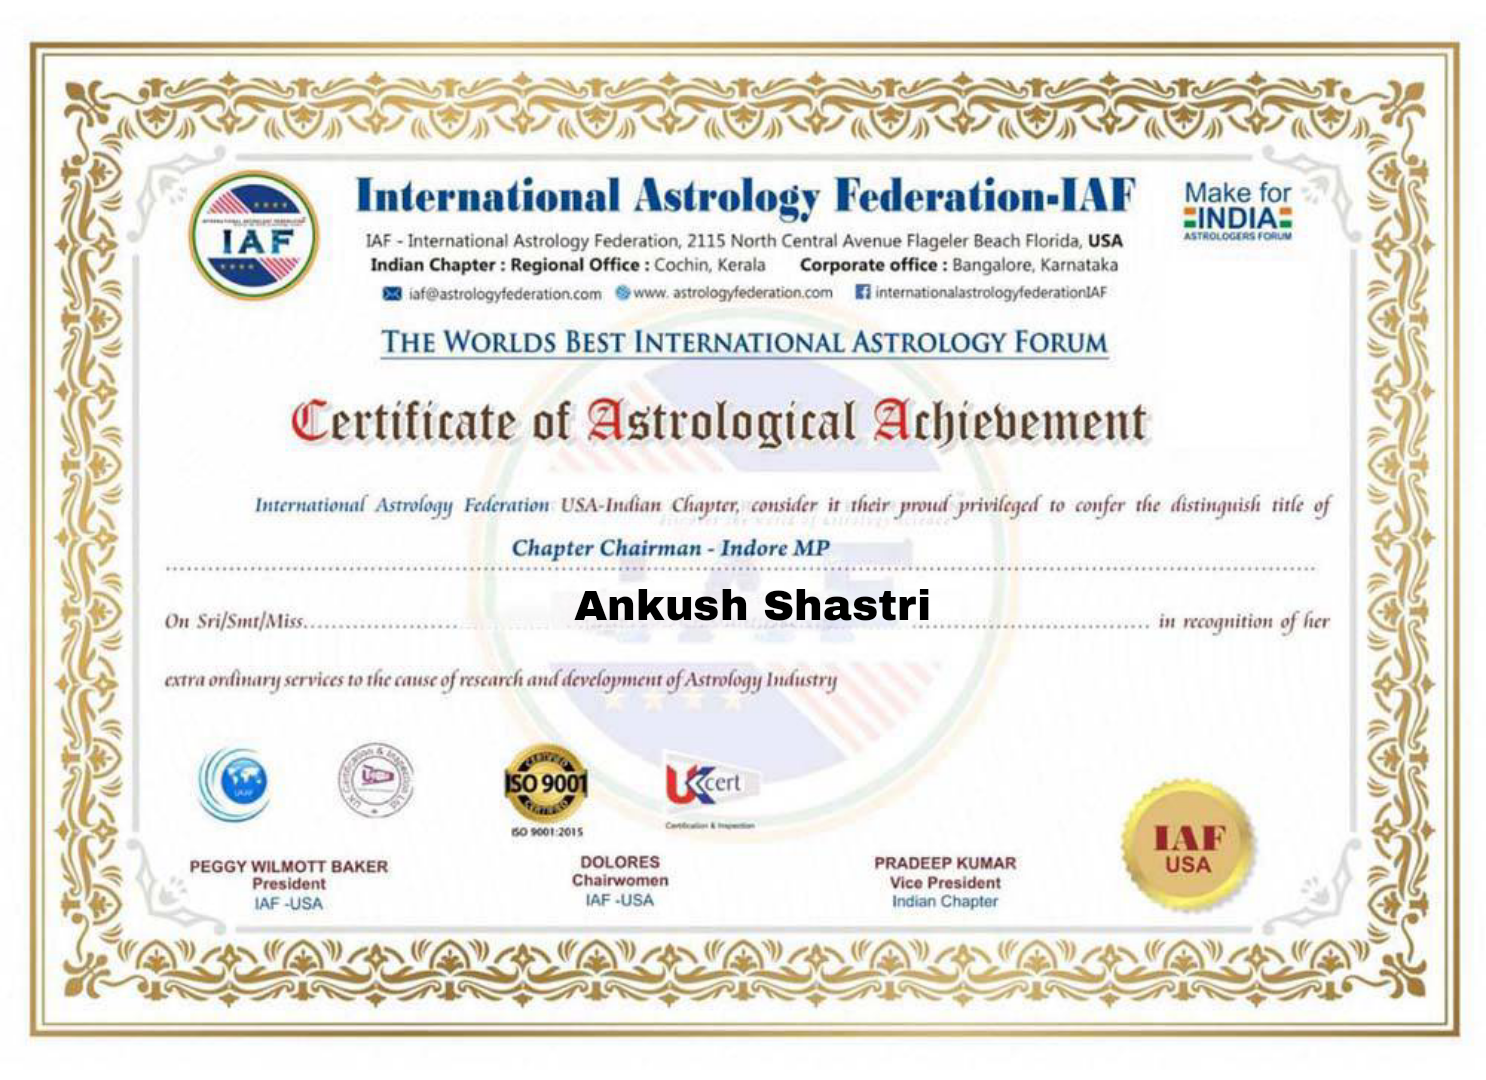 International Astrology Federation-IAF
IAF - International Astrology Federation, 2115 North Central Avenue Flageler Beach Florida, USA
Indian Chapter : Regional Office : Cochin, Kerala Corporate office : Bangalore, Karnataka
iaf@astrologyfederation.com www. astrologyfederation.com internationalastrologyfederationIAF
IAF
Make for
INDIA
ASTROLOGERS FORUM
THE WORLDS BEST INTERNATIONAL ASTROLOGY FORUM
Certificate of Astrological Achievement
International Astrology Federation USA-Indian Chapter, consider it their proud privileged to confer the distinguish title of
Chapter Chairman - Indore MP
On Sri/Smt/Miss Ankush Shastri in recognition of her
extra ordinary services to the cause of research and development of Astrology Industry
UK Certification & Inspection Ltd
CERTIFIED
ISO 9001
CERTIFIED
ISO 9001:2015
UKcert
Certification & Inspection
IAF
USA
PEGGY WILMOTT BAKER
President
IAF -USA
DOLORES
Chairwomen
IAF -USA
PRADEEP KUMAR
Vice President
Indian Chapter